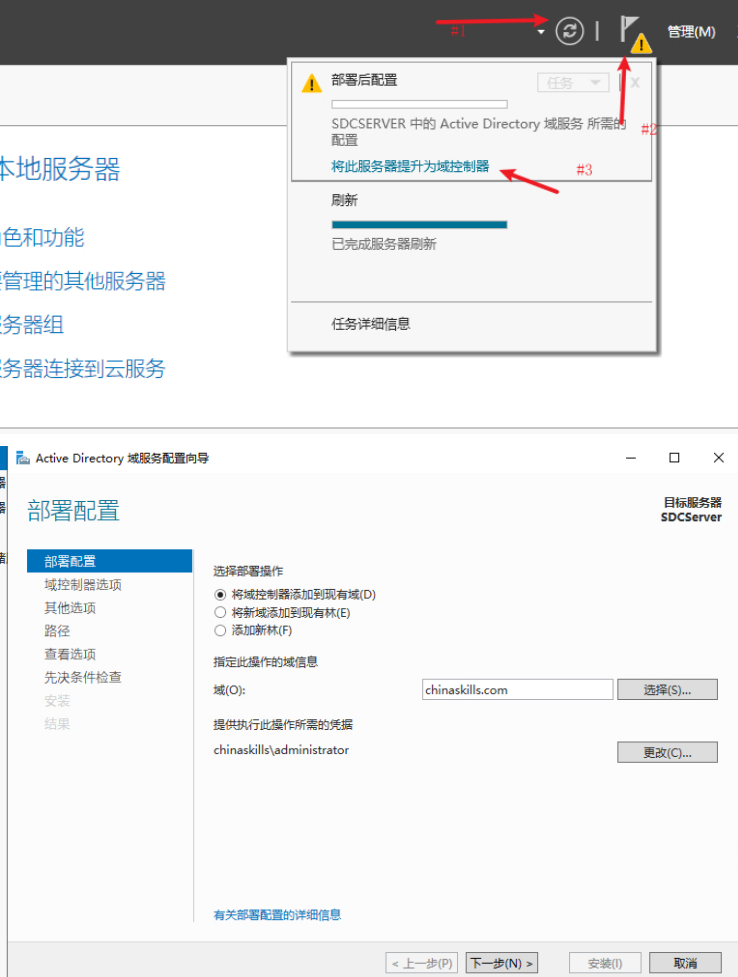 #1
管理(M)
部署后配置
任务
#2
SDCSERVER 中的 Active Directory 域服务 所需的
配置
将此服务器提升为域控制器
#3
本地服务器
刷新
已完成服务器刷新
色和功能
管理的其他服务器
务器组
任务详细信息
务器连接到云服务
Active Directory 域服务配置向导
部署配置
目标服务器
SDCServer
部署配置
域控制器选项
其他选项
路径
查看选项
先决条件检查
安装
结果
选择部署操作
将域控制器添加到现有域(D)
将新域添加到现有林(E)
添加新林(F)
指定此操作的域信息
域(O):
chinaskills.com
选择(S)...
提供执行此操作所需的凭据
chinaskills\administrator
更改(C)...
有关部署配置的详细信息
< 上一步(P)
下一步(N) >
安装(I)
取消